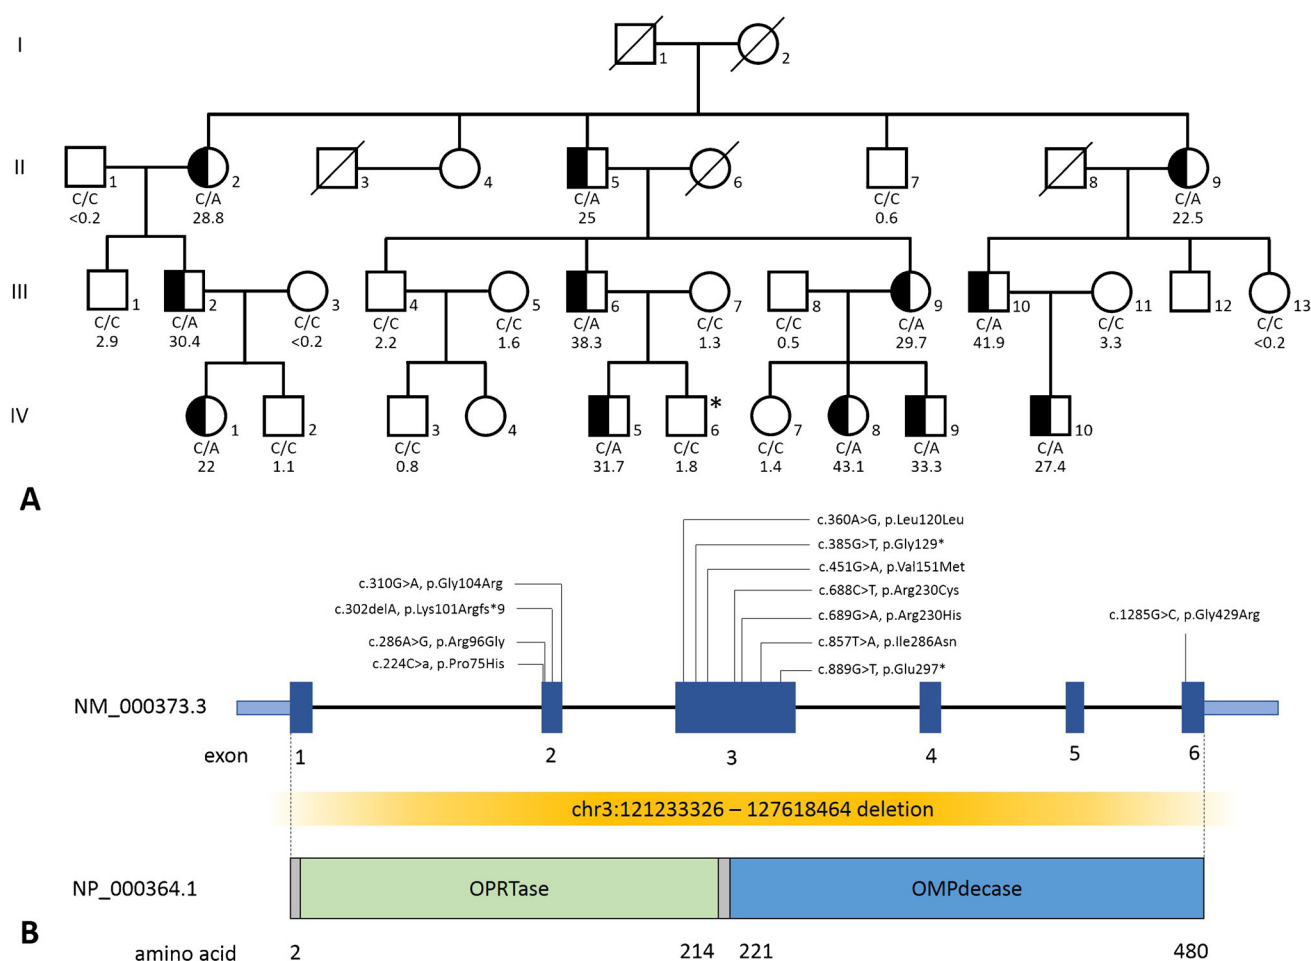 I
1
2
II
1
2
3
4
5
6
7
8
9
C/C
C/A
C/A
C/C
C/A
<0.2
28.8
25
0.6
22.5
III
1
2
3
4
5
6
7
8
9
10
11
12
13
C/C
C/A
C/C
C/C
C/C
C/A
C/C
C/C
C/A
C/A
C/C
C/C
2.9
30.4
<0.2
2.2
1.6
38.3
1.3
0.5
29.7
41.9
3.3
<0.2
IV
1
2
3
4
5
*
6
7
8
9
10
C/A
C/C
C/C
C/A
C/C
C/C
C/A
C/A
C/A
22
1.1
0.8
31.7
1.8
1.4
43.1
33.3
27.4
A
c.360A>G, p.Leu120Leu
c.385G>T, p.Gly129*
c.451G>A, p.Val151Met
c.688C>T, p.Arg230Cys
c.689G>A, p.Arg230His
c.857T>A, p.Ile286Asn
c.889G>T, p.Glu297*
c.310G>A, p.Gly104Arg
c.302delA, p.Lys101Argfs*9
c.286A>G, p.Arg96Gly
c.224C>a, p.Pro75His
c.1285G>C, p.Gly429Arg
NM_000373.3
exon
1
2
3
4
5
6
chr3:121233326 – 127618464 deletion
NP_000364.1
OPRTase
OMPdecase
B
amino acid
2
214
221
480